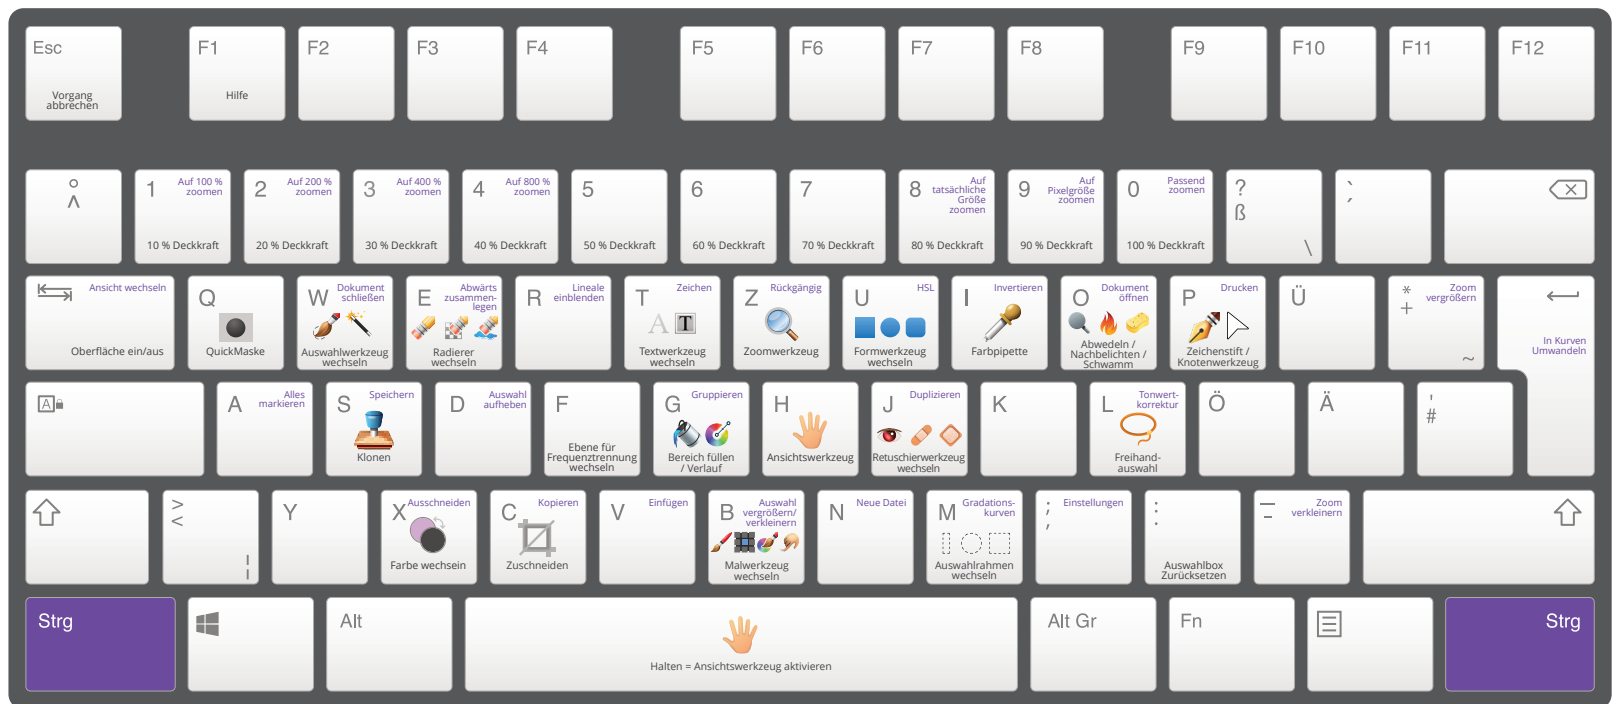 Esc
Vorgang
abbrechen
F1
Hilfe
F2
F3
F4
F5
F6
F7
F8
F9
F10
F11
F12
°
^
1
Auf 100 %
zoomen
10 % Deckkraft
2
Auf 200 %
zoomen
20 % Deckkraft
3
Auf 400 %
zoomen
30 % Deckkraft
4
Auf 800 %
zoomen
40 % Deckkraft
5
50 % Deckkraft
6
60 % Deckkraft
7
70 % Deckkraft
8
Auf
tatsächliche
Größe
zoomen
80 % Deckkraft
9
Auf
Pixelgröße
zoomen
90 % Deckkraft
0
Passend
zoomen
100 % Deckkraft
?
ß
\
`
´
Ansicht wechseln
Oberfläche ein/aus
Q
QuickMaske
W
Dokument
schließen
Auswahlwerkzeug
wechseln
E
Abwärts
zusammen-
legen
Radierer
wechseln
R
Lineale
einblenden
T
Zeichen
A T
Textwerkzeug
wechseln
Z
Rückgängig
Zoomwerkzeug
U
HSL
Formwerkzeug
wechseln
I
Invertieren
Farbpipette
O
Dokument
öffnen
Abwedeln /
Nachbelichten /
Schwamm
P
Drucken
Zeichenstift /
Knotenwerkzeug
Ü
*
+
Zoom
vergrößern
~
In Kurven
Umwandeln
A
A
Alles
markieren
S
Speichern
Klonen
D
Auswahl
aufheben
F
Ebene für
Frequenztrennung
wechseln
G
Gruppieren
Bereich füllen
/ Verlauf
H
Ansichtswerkzeug
J
Duplizieren
Retuschierwerkzeug
wechseln
K
L
Tonwert-
korrektur
Freihand-
auswahl
Ö
Ä
'
#
>
<
¦
Y
X
Ausschneiden
Farbe wechsein
C
Kopieren
Zuschneiden
V
Einfügen
B
Auswahl
vergrößern/
verkleinern
Malwerkzeug
wechseln
N
Neue Datei
M
Gradations-
kurven
Auswahlrahmen
wechseln
;
,
Einstellungen
:
.
Auswahlbox
Zurücksetzen
_
-
Zoom
verkleinern
Strg
Alt
Halten = Ansichtswerkzeug aktivieren
Alt Gr
Fn
Strg